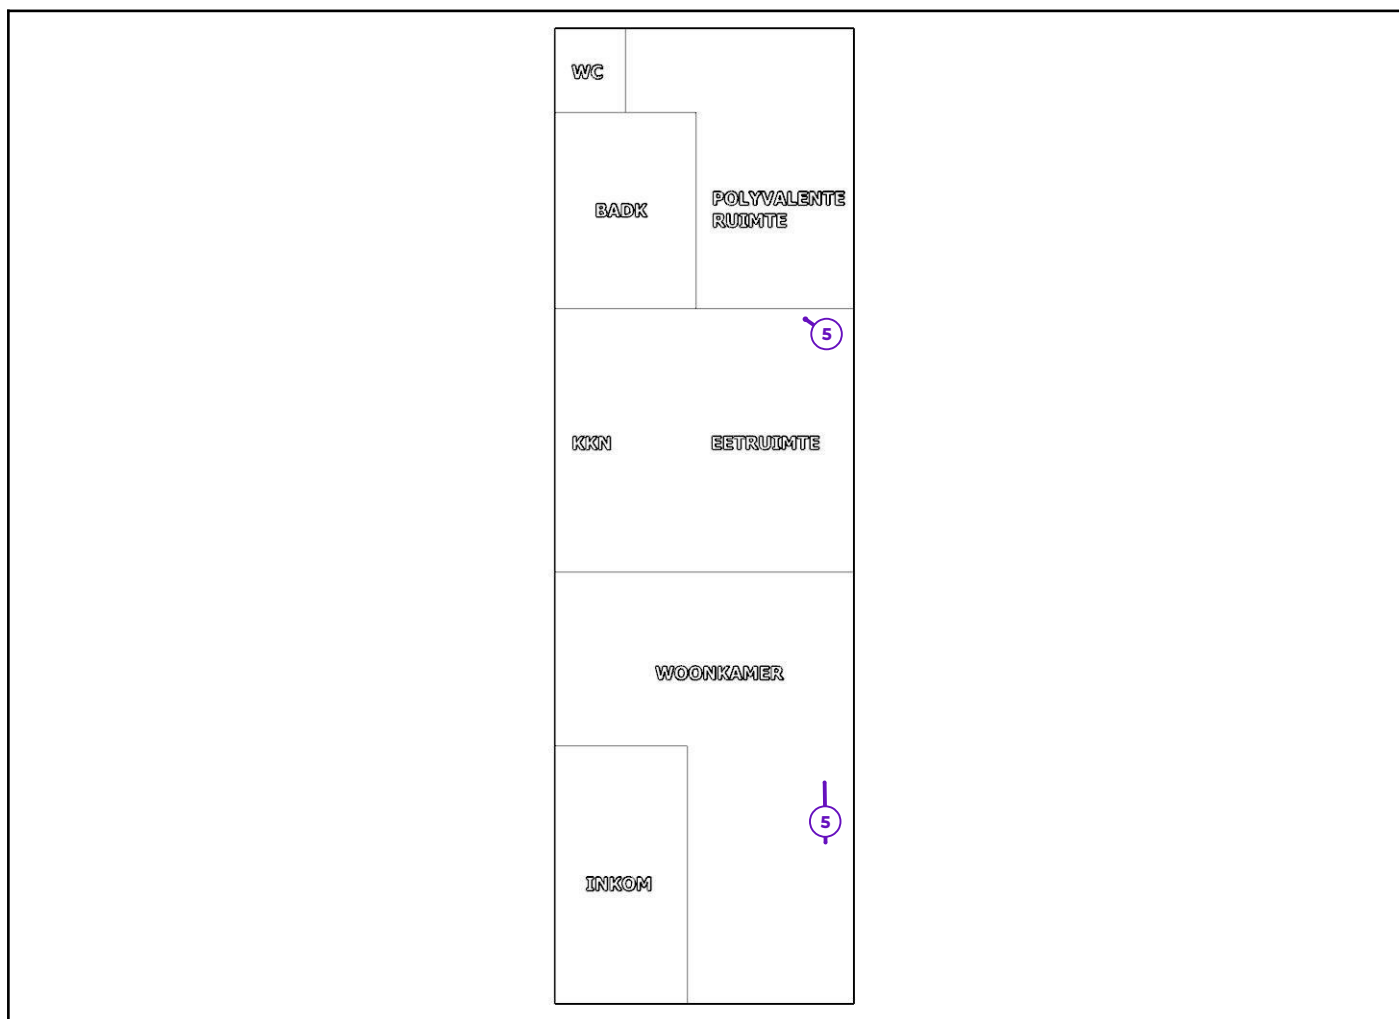 WC
BADK
POLYVALENTE
RUIMTE
5
KKN
EETRUIMTE
WOONKAMER
5
INKOM